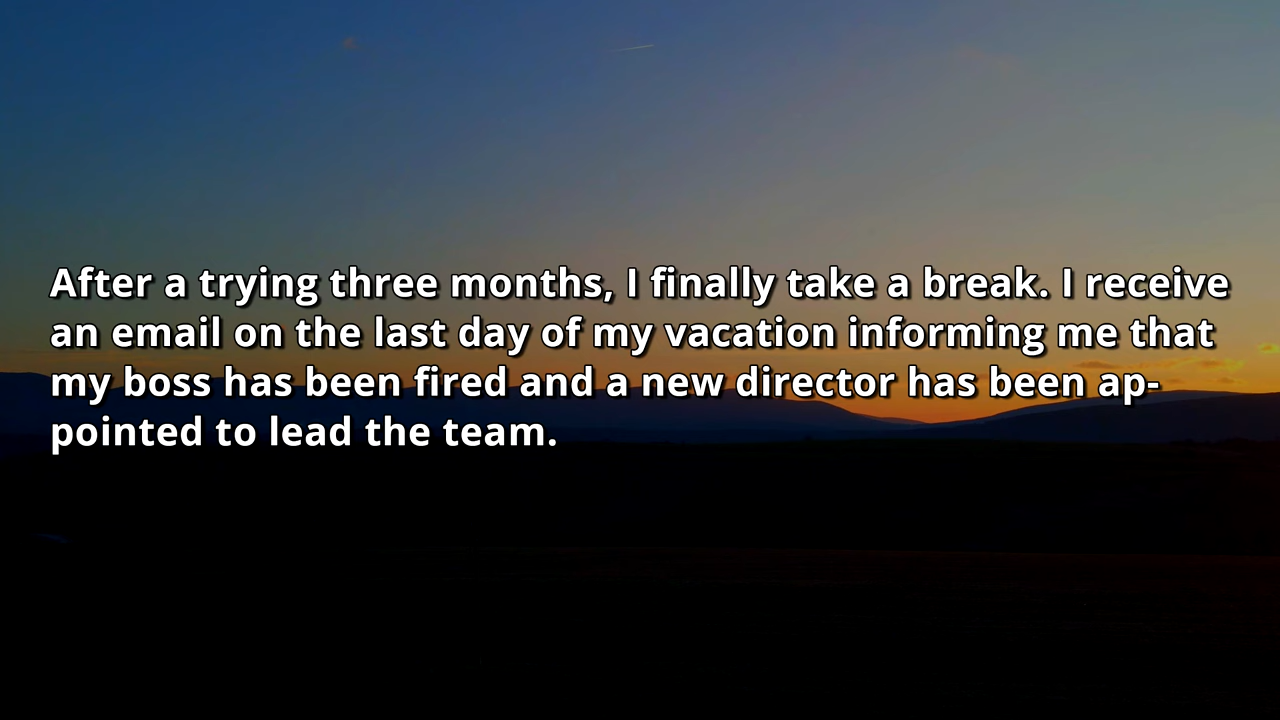 After a trying three months, I finally take a break. I receive
an email on the last day of my vacation informing me that
my boss has been fired and a new director has been ap-
pointed to lead the team.